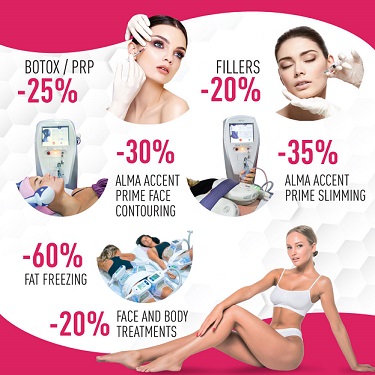 BOTOX / PRP
-25%
FILLERS
-20%
-30%
ALMA ACCENT
PRIME FACE
CONTOURING
-35%
ALMA ACCENT
PRIME SLIMMING
-60%
FAT FREEZING
-20%
FACE AND BODY
TREATMENTS